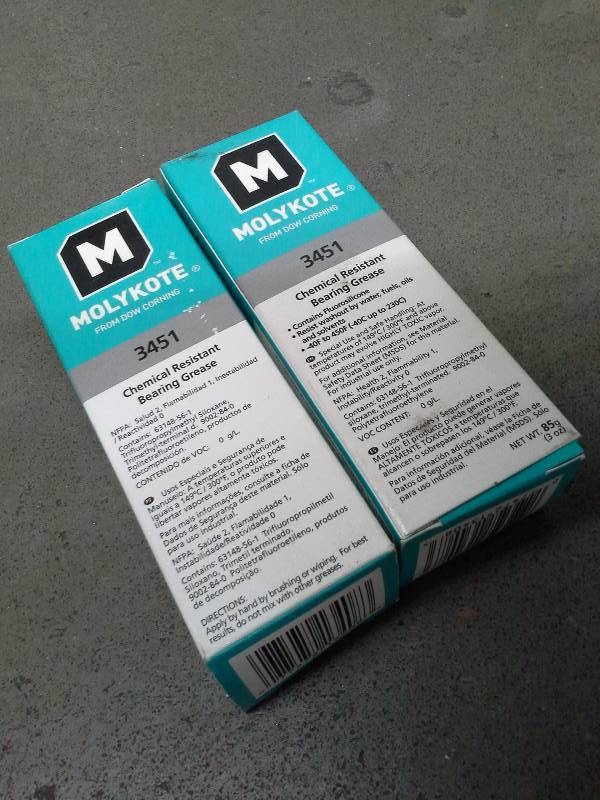 M
MOLYKOTE®
FROM DOW CORNING
3451
Chemical Resistant
Bearing Grease
NFPA: Salud 2, Flamabilidad 1, Inestabilidad
/ Reactividad 0
Contains: 63148-56-1
Trifluoropropylmethyl Siloxane,
Trimethyl-terminal d; 9002-84-0
Politetrafluoroetileno, productos de
decomposición.
CONTENIDO DE VOC: 0 g/L
Usos Especiais e Segurança de
Manuseio: A temperaturas superiores e
iguais a 149ºC / 300ºF, o produto pode
libertar vapores altamente tóxicos.
Para mais informações, consulte a ficha de
Dados de Segurança deste material. Sólo
para uso industrial.
NFPA: Saúde 2, Flamabilidade 1,
Instabilidade/Reatividade 0
Contains: 63148-56-1 Trifluoropropilmetil
Siloxano, Trimetil terminado.
9002-84-0 Politetrafluoroetileno, produtos
de decomposição.
DIRECTIONS:
Apply by hand by brushing or wiping. For best
results, do not mix with other greases.
M
MOLYKOTE®
FROM DOW CORNING
3451
Chemical Resistant
Bearing Grease
• Contains Fluorosilicone
• Resist washout by water, fuels, oils
and solvents
• -40F to 450F (-40C up to 230C)
Special Use and Safe Handling: At
temperatures of 149ºC / 300ºF and above
product may evolve HIGHLY TOXIC vapor.
For additional information, see Material
Safety Data Sheet (MSDS) for this material.
For industrial use only.
NFPA: Health 2, Flammability 1,
Instability/Reactivity 0
Contains: 63148-56-1 Trifluoropropylmethyl
siloxane, trimethyl-terminated. 9002-84-0
Polytetrafluoroethylene
VOC CONTENT: 0 g/L
Usos Especiales y Seguridad en el
Manejo: El producto puede generar vapores
ALTAMENTE TÓXICOS a temperaturas que
alcancen o sobrepasen los 149ºC / 300ºF.
Para información adicional, véase la Ficha de
Datos de Seguridad del Material (MSDS). Sólo
para uso industrial.
NET WT. 85g
(3 oz)